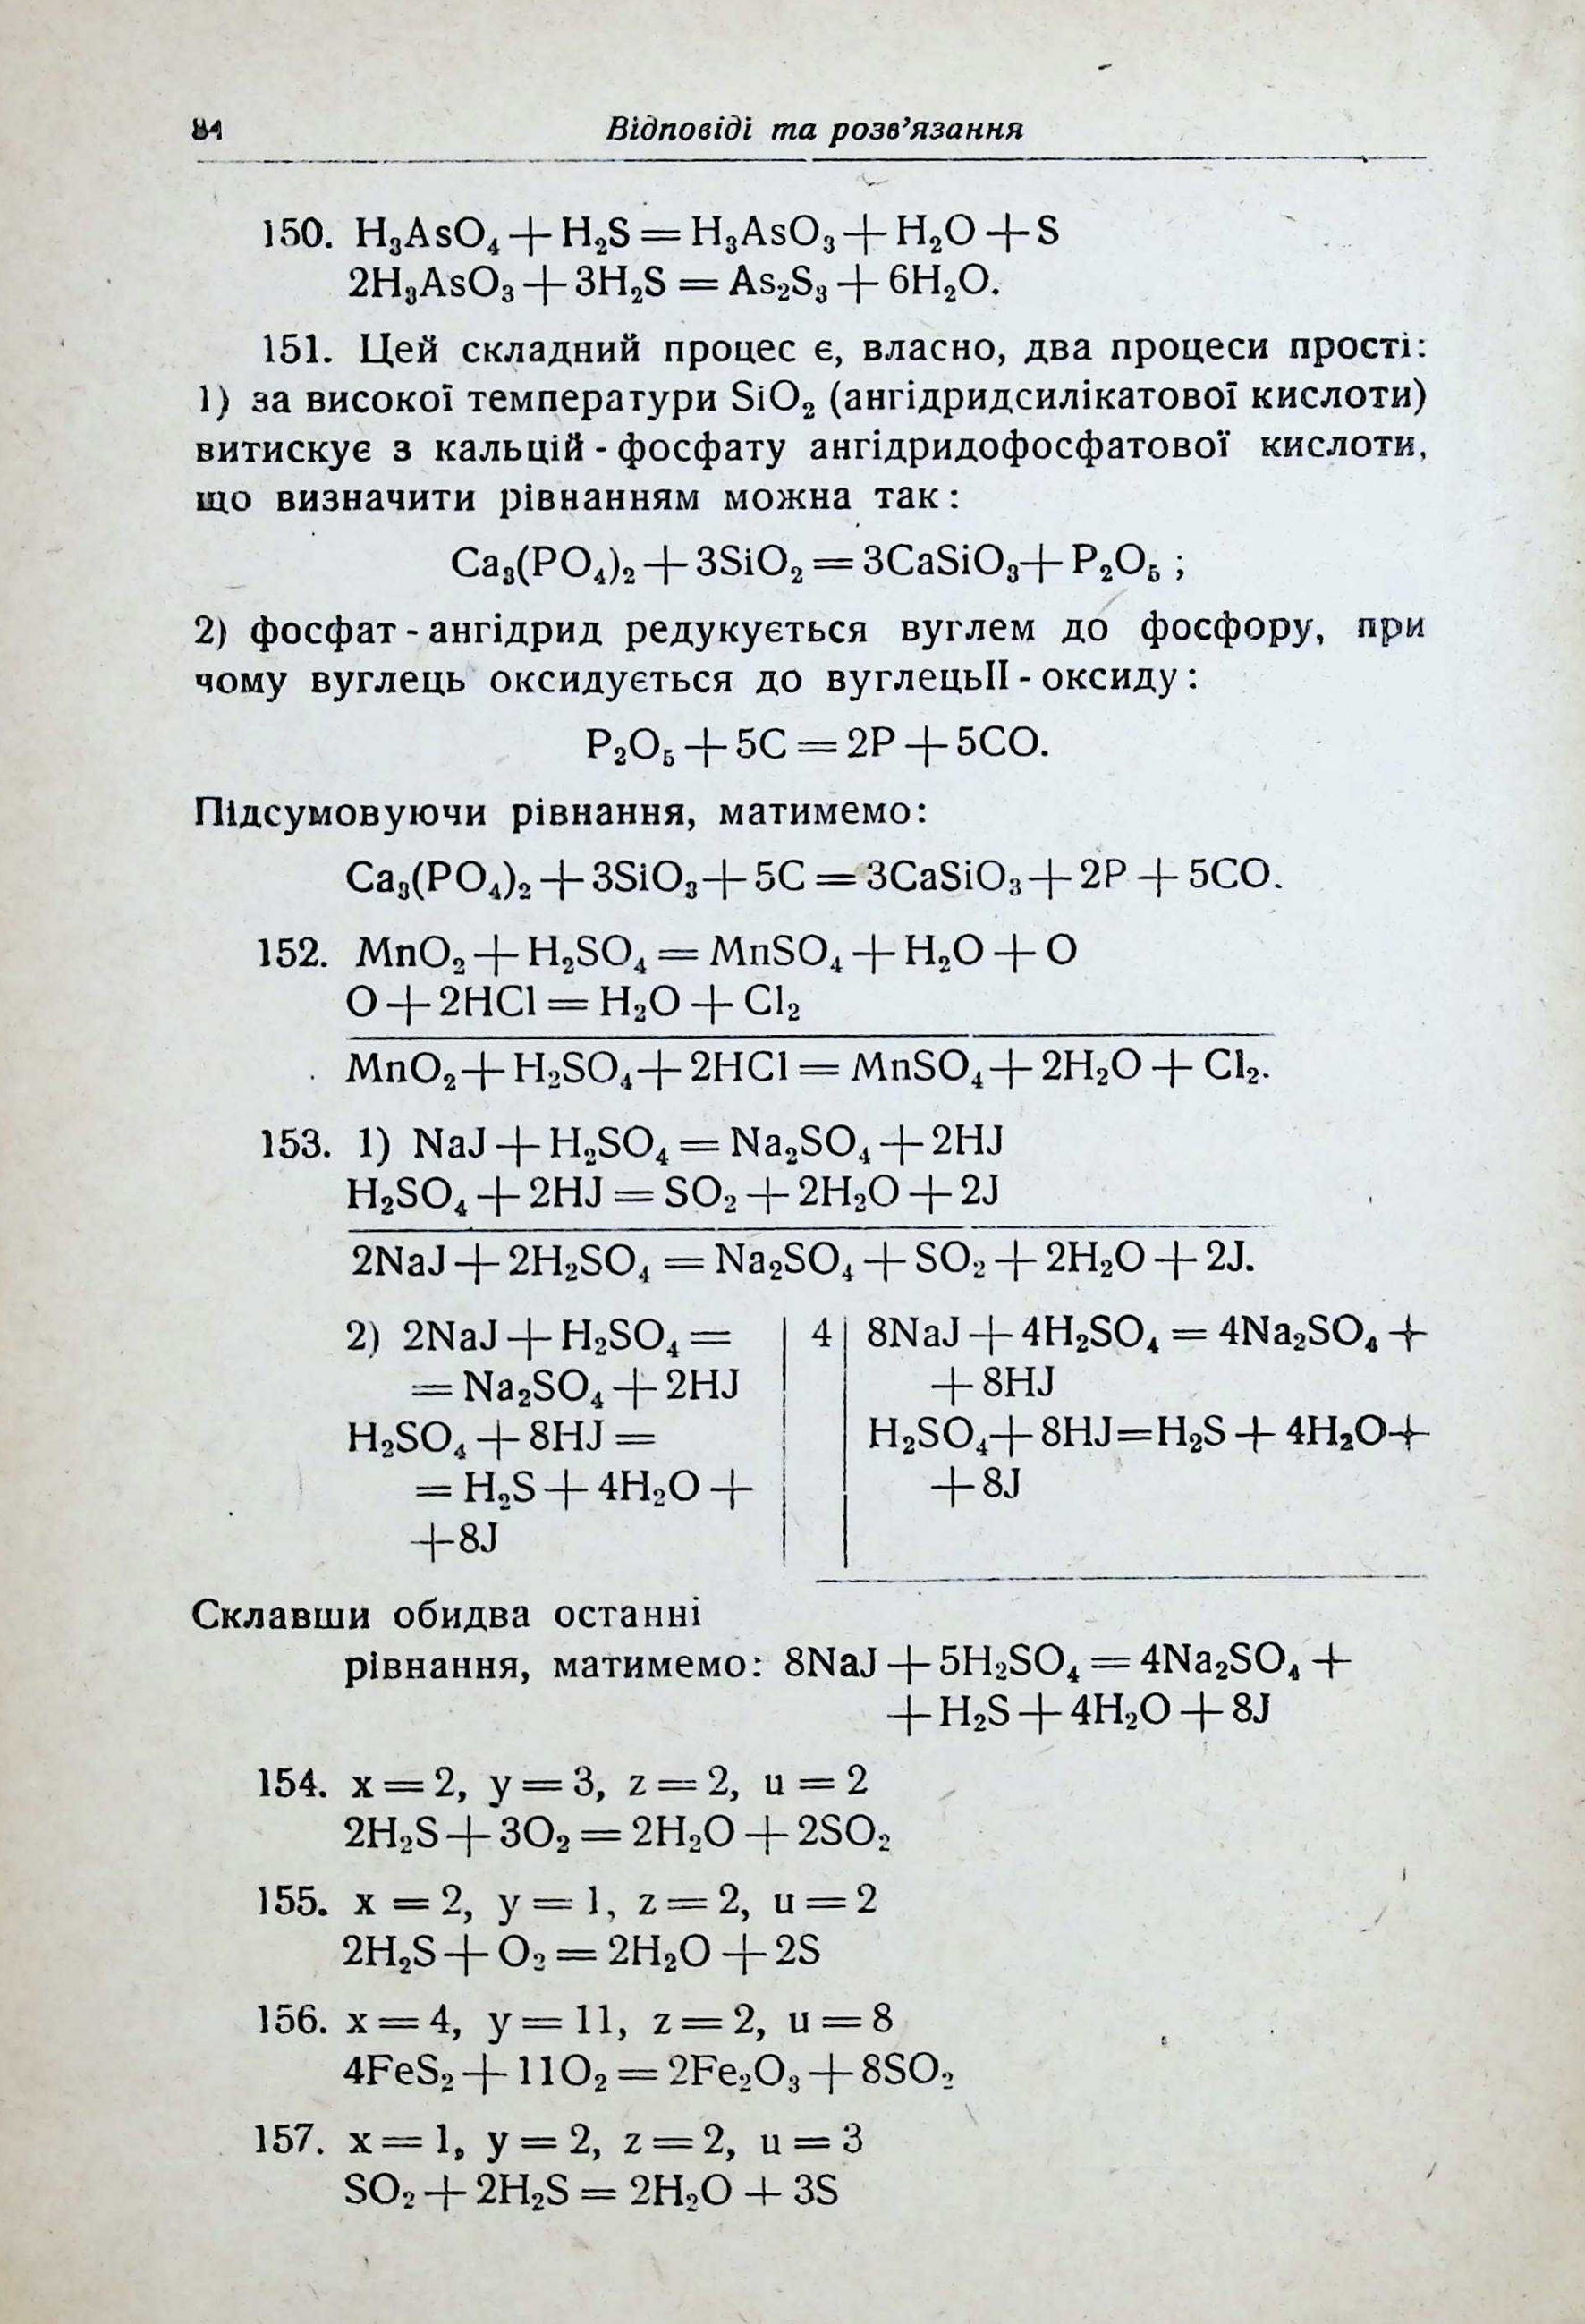 84
Відповіді та розв’язання
150. H₃AsO₄ + H₂S = H₃AsO₃ + H₂O + S
2H₃AsO₃ + 3H₂S = As₂S₃ + 6H₂O.
151. Цей складний процес є, власно, два процеси прості:
1) за високої температури SiO₂ (ангідридсилікатової кислоти)
витискує з кальцій - фосфату ангідридофосфатової кислоти,
що визначити рівнанням можна так:
Ca₃(PO₄)₂ + 3SiO₂ = 3CaSiO₃ + P₂O₅ ;
2) фосфат - ангідрид редукується вуглем до фосфору, при
чому вуглець оксидується до вуглецьII - оксиду:
P₂O₅ + 5C = 2P + 5CO.
Підсумовуючи рівнання, матимемо:
Ca₃(PO₄)₂ + 3SiO₃ + 5C = 3CaSiO₃ + 2P + 5CO.
152. MnO₂ + H₂SO₄ = MnSO₄ + H₂O + O
O + 2HCl = H₂O + Cl₂
MnO₂ + H₂SO₄ + 2HCl = MnSO₄ + 2H₂O + Cl₂.
153. 1) NaJ + H₂SO₄ = Na₂SO₄ + 2HJ
H₂SO₄ + 2HJ = SO₂ + 2H₂O + 2J
2NaJ + 2H₂SO₄ = Na₂SO₄ + SO₂ + 2H₂O + 2J.
2) 2NaJ + H₂SO₄ = | 4 | 8NaJ + 4H₂SO₄ = 4Na₂SO₄ +
= Na₂SO₄ + 2HJ | | + 8HJ
H₂SO₄ + 8HJ = | | H₂SO₄ + 8HJ = H₂S + 4H₂O +
= H₂S + 4H₂O + | | + 8J
+ 8J
Склавши обидва останні
рівнання, матимемо: 8NaJ + 5H₂SO₄ = 4Na₂SO₄ +
+ H₂S + 4H₂O + 8J
154. x = 2, y = 3, z = 2, u = 2
2H₂S + 3O₂ = 2H₂O + 2SO₂
155. x = 2, y = 1, z = 2, u = 2
2H₂S + O₂ = 2H₂O + 2S
156. x = 4, y = 11, z = 2, u = 8
4FeS₂ + 11O₂ = 2Fe₂O₃ + 8SO₂
157. x = 1, y = 2, z = 2, u = 3
SO₂ + 2H₂S = 2H₂O + 3S